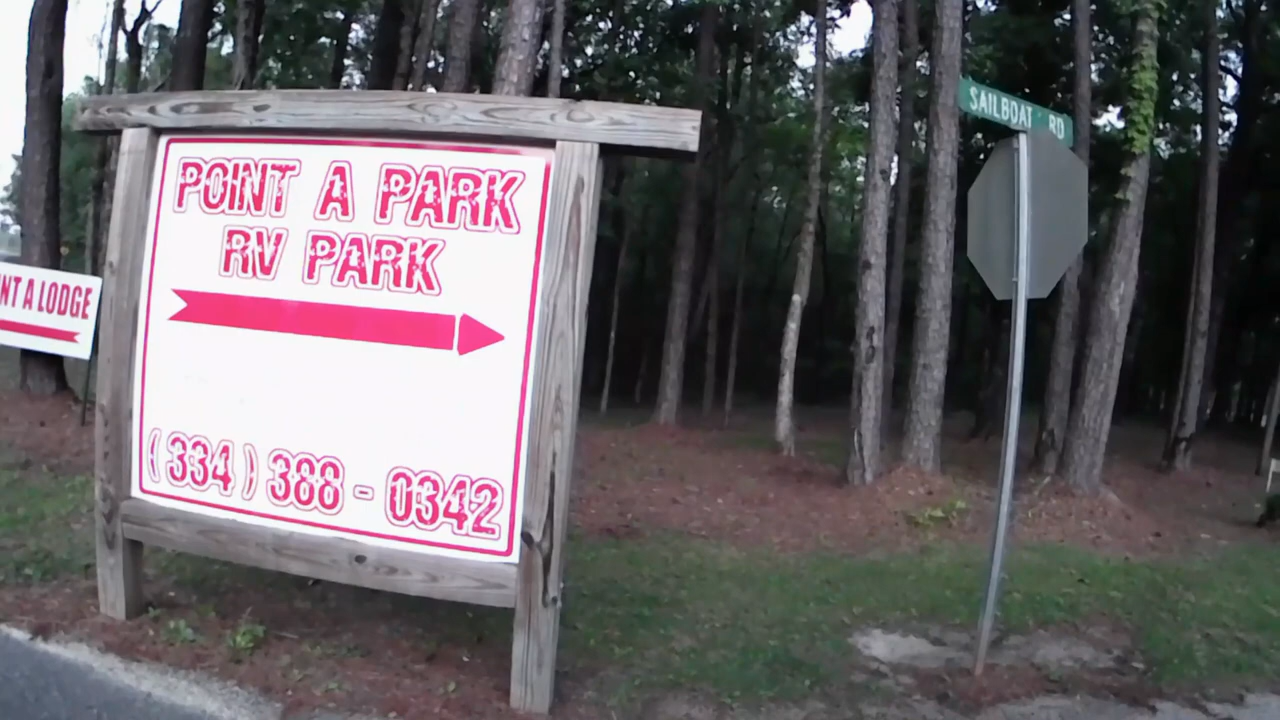 POINT A PARK
RV PARK
(334) 388-0342
NT A LODGE
SAILBOAT RD